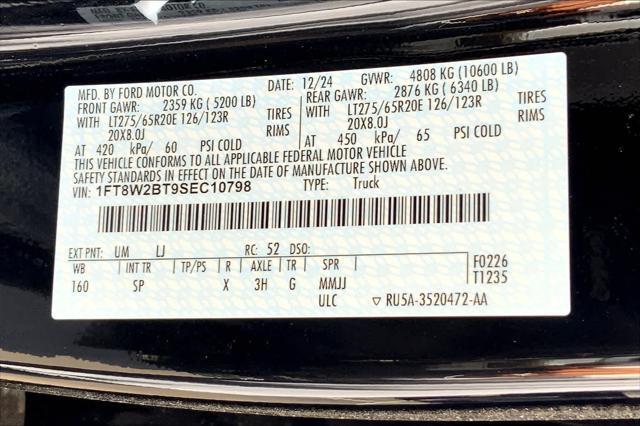 MFD. BY FORD MOTOR CO. DATE: 12/24 GVWR: 4808 KG (10600 LB)
FRONT GAWR: 2359 KG (5200 LB) REAR GAWR: 2876 KG (6340 LB)
WITH LT275/65R20E 126/123R TIRES WITH LT275/65R20E 126/123R TIRES
20X8.0J RIMS 20X8.0J RIMS
AT 420 kPa/ 60 PSI COLD AT 450 kPa/ 65 PSI COLD
THIS VEHICLE CONFORMS TO ALL APPLICABLE FEDERAL MOTOR VEHICLE
SAFETY STANDARDS IN EFFECT ON THE DATE OF MANUFACTURE SHOWN ABOVE.
VIN: 1FT8W2BT9SEC10798 TYPE: Truck
EXT PNT: UM LJ RC: 52 DSO:
WB INT TR TP/PS R AXLE TR SPR F0226
160 SP X 3H G MMJJ T1235
ULC ▽ RU5A-3520472-AA